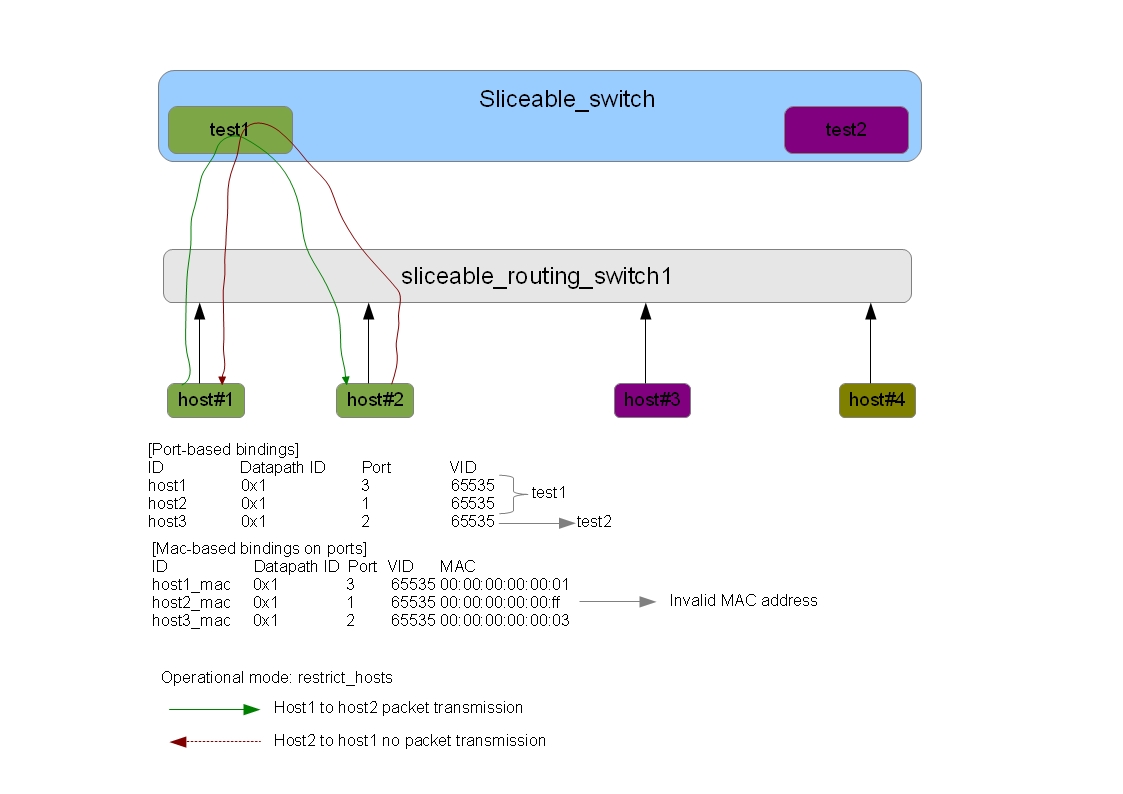 Sliceable_switch
test1
test2
sliceable_routing_switch1
host#1
host#2
host#3
host#4
[Port-based bindings]
ID Datapath ID Port VID
host1 0x1 3 65535
host2 0x1 1 65535
test1
host3 0x1 2 65535 test2
[Mac-based bindings on ports]
ID Datapath ID Port VID MAC
host1_mac 0x1 3 65535 00:00:00:00:00:01
host2_mac 0x1 1 65535 00:00:00:00:00:ff Invalid MAC address
host3_mac 0x1 2 65535 00:00:00:00:00:03
Operational mode: restrict_hosts
Host1 to host2 packet transmission
Host2 to host1 no packet transmission